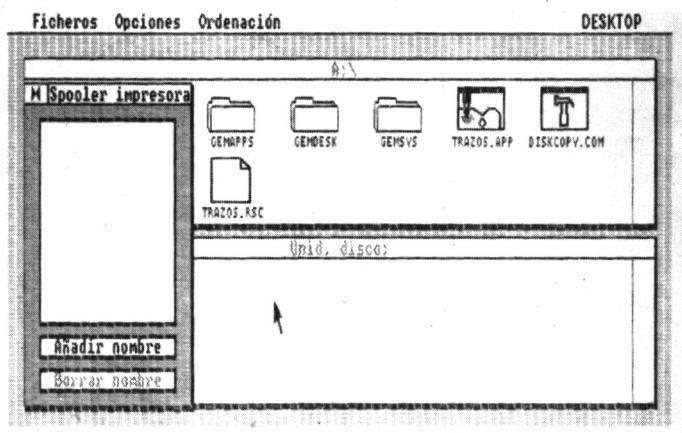 Ficheros Opciones Ordenación DESKTOP
A:\
Spooler impresora
GEMAPPS GEMDESK GEMSYS TRAZOS.APP DISKCOPY.COM
TRAZOS.RSC
Unid. disco:
Añadir nombre
Borrar nombre